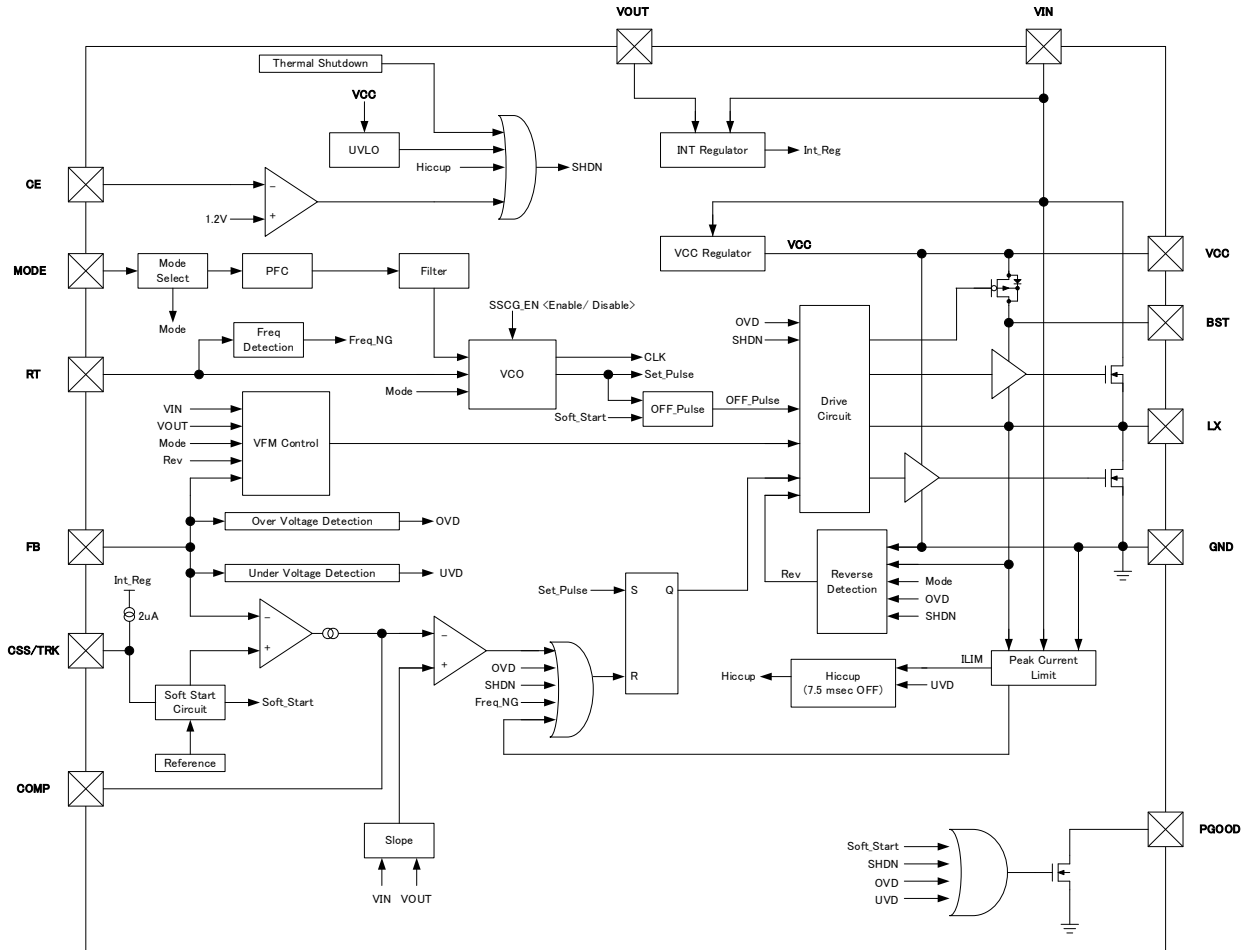 VOUT
VIN
Thermal Shutdown
VCC
UVLO
Hiccup
SHDN
INT Regulator
Int_Reg
CE
1.2V
VCC Regulator
VCC
VCC
MODE
Mode
Select
PFC
Filter
Mode
SSCG_EN <Enable/ Disable>
BST
Freq
Detection
Freq_NG
RT
VCO
CLK
Set_Pulse
Mode
OVD
SHDN
Drive
Circuit
OFF_Pulse
OFF_Pulse
Soft_Start
VIN
VOUT
Mode
Rev
VFM Control
LX
Over Voltage Detection
OVD
FB
GND
Under Voltage Detection
UVD
Int_Reg
2uA
Set_Pulse
S
Q
R
Rev
Reverse
Detection
Mode
OVD
SHDN
CSS/TRK
-
+
-
+
OVD
SHDN
Freq_NG
Soft Start
Circuit
Soft_Start
Reference
Hiccup
Hiccup
(7.5 msec OFF)
ILIM
UVD
Peak Current
Limit
COMP
Slope
VIN
VOUT
PGOOD
Soft_Start
SHDN
OVD
UVD